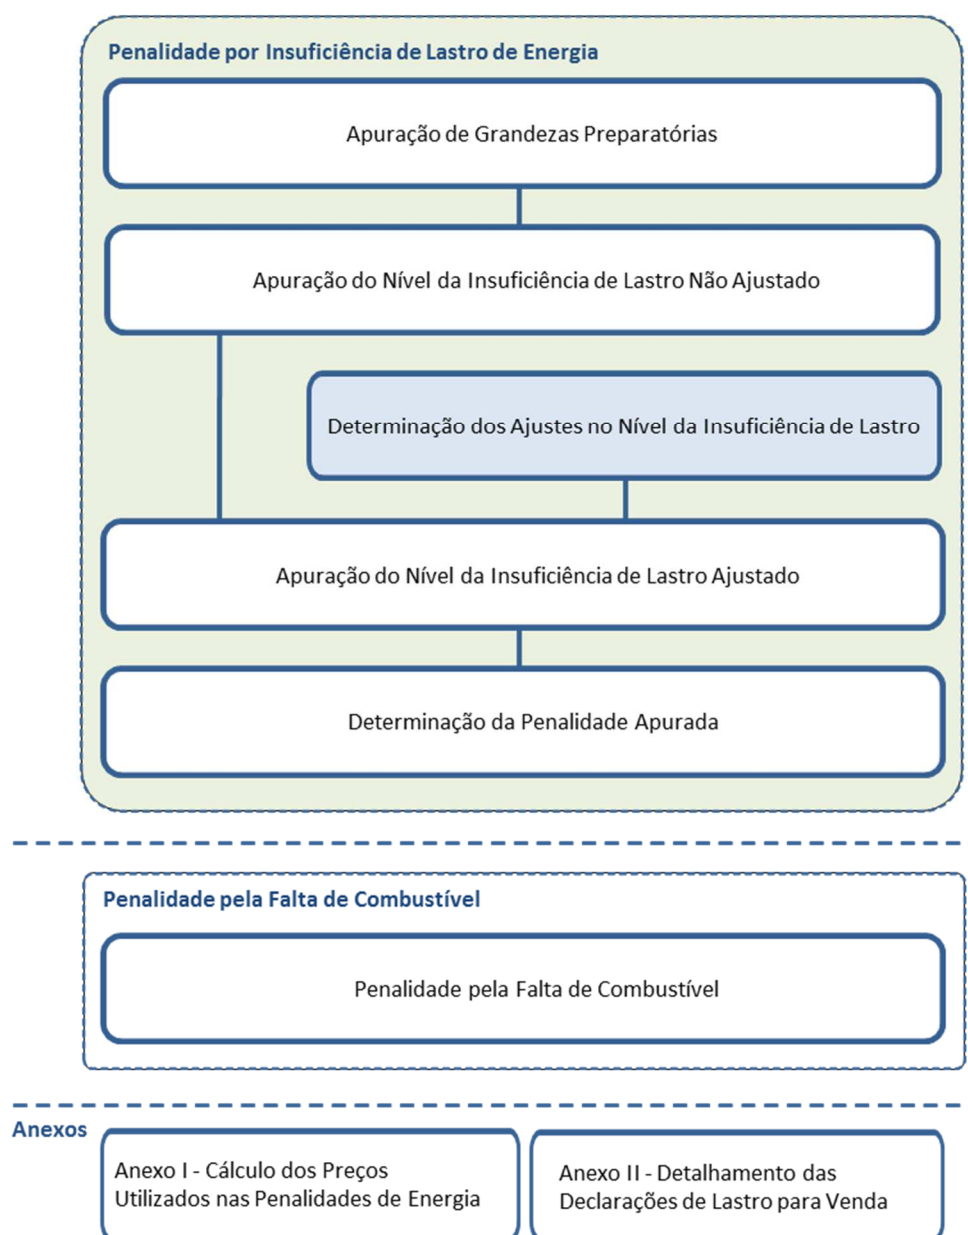 Penalidade por Insuficiência de Lastro de Energia
Apuração de Grandezas Preparatórias
Apuração do Nível da Insuficiência de Lastro Não Ajustado
Determinação dos Ajustes no Nível da Insuficiência de Lastro
Apuração do Nível da Insuficiência de Lastro Ajustado
Determinação da Penalidade Apurada
Penalidade pela Falta de Combustível
Penalidade pela Falta de Combustível
Anexos
Anexo I - Cálculo dos Preços
Utilizados nas Penalidades de Energia
Anexo II - Detalhamento das
Declarações de Lastro para Venda